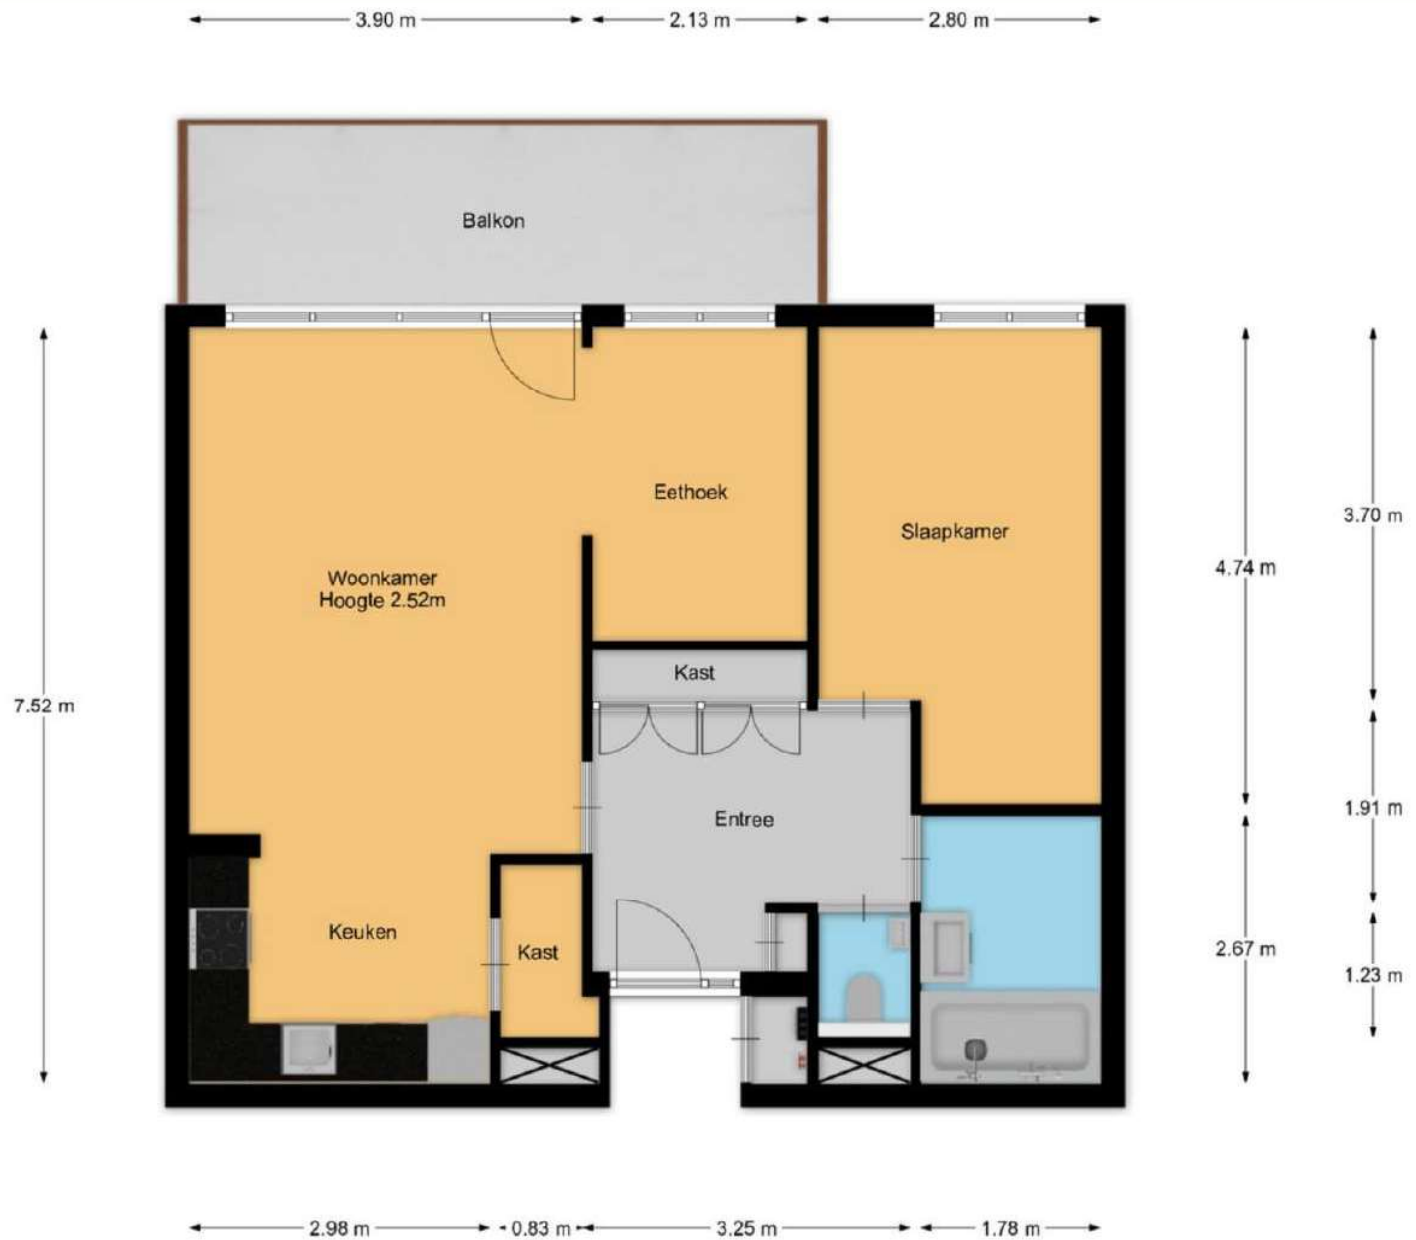 3.90 m
2.13 m
2.80 m
Balkon
Eethoek
Slaapkamer
3.70 m
4.74 m
Woonkamer
Hoogte 2.52m
Kast
7.52 m
Entree
1.91 m
Keuken
Kast
2.67 m
1.23 m
2.98 m
0.83 m
3.25 m
1.78 m